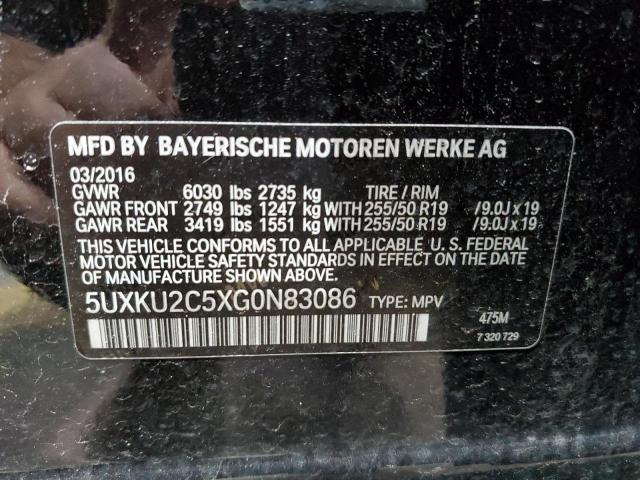 MFD BY BAYERISCHE MOTOREN WERKE AG
03/2016
GVWR 6030 lbs 2735 kg TIRE / RIM
GAWR FRONT 2749 lbs 1247 kg WITH 255/50 R19 /9.0J x 19
GAWR REAR 3419 lbs 1551 kg WITH 255/50 R19 /9.0J x 19
THIS VEHICLE CONFORMS TO ALL APPLICABLE U. S. FEDERAL
MOTOR VEHICLE SAFETY STANDARDS IN EFFECT ON THE DATE
OF MANUFACTURE SHOWN ABOVE.
5UXKU2C5XG0N83086 TYPE: MPV
475M
7 320 729